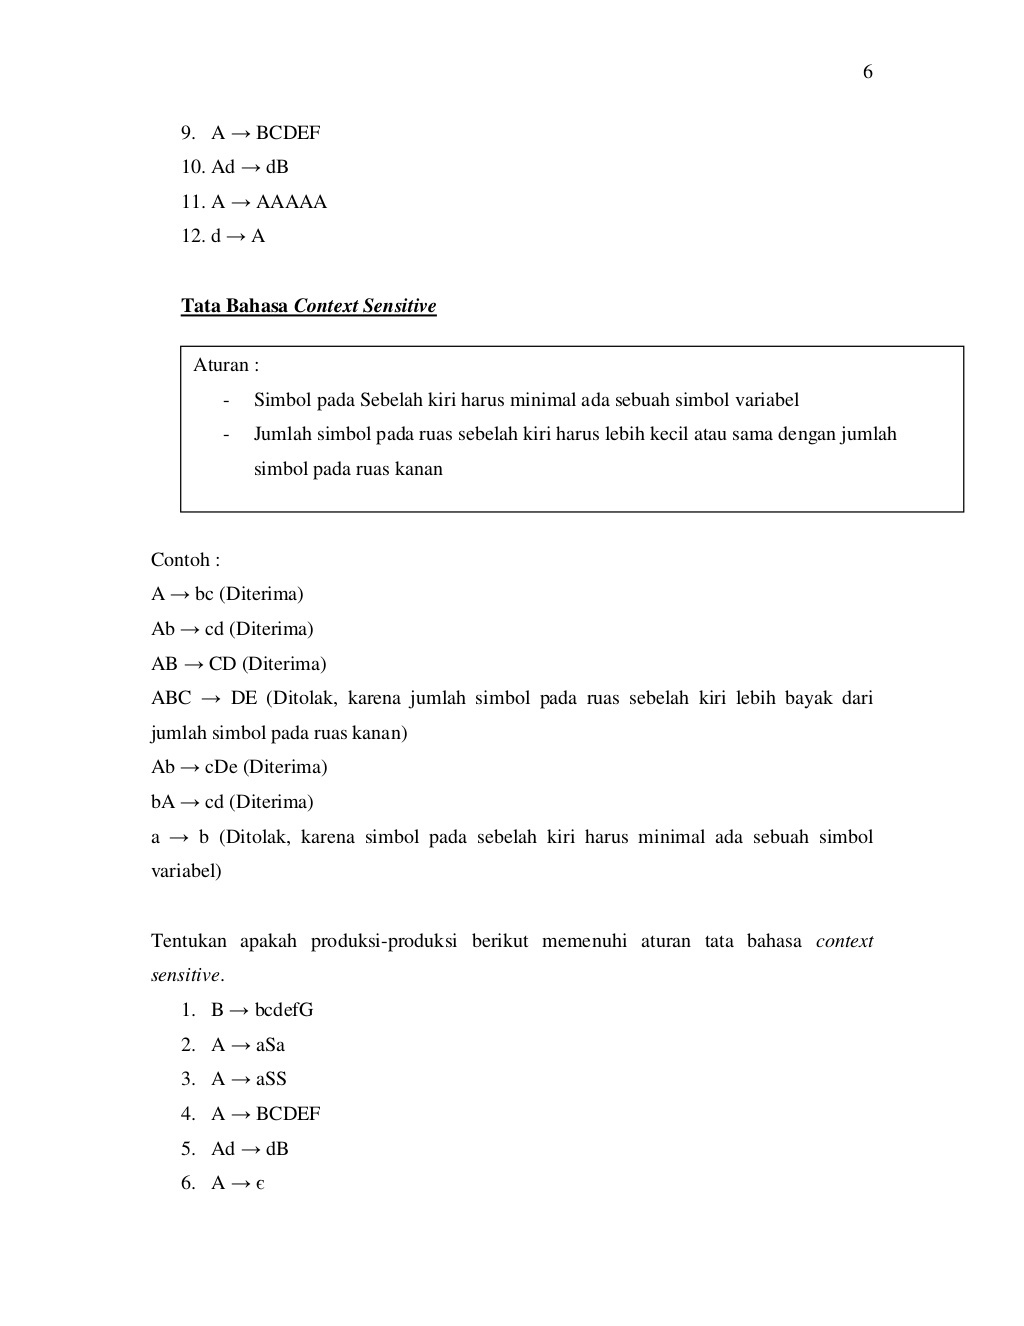 6
9. A → BCDEF
10. Ad → dB
11. A → AAAAA
12. d → A
Tata Bahasa Context Sensitive
Aturan :
- Simbol pada Sebelah kiri harus minimal ada sebuah simbol variabel
- Jumlah simbol pada ruas sebelah kiri harus lebih kecil atau sama dengan jumlah
simbol pada ruas kanan
Contoh :
A → bc (Diterima)
Ab → cd (Diterima)
AB → CD (Diterima)
ABC → DE (Ditolak, karena jumlah simbol pada ruas sebelah kiri lebih bayak dari
jumlah simbol pada ruas kanan)
Ab → cDe (Diterima)
bA → cd (Diterima)
a → b (Ditolak, karena simbol pada sebelah kiri harus minimal ada sebuah simbol
variabel)
Tentukan apakah produksi-produksi berikut memenuhi aturan tata bahasa context
sensitive.
1. B → bcdefG
2. A → aSa
3. A → aSS
4. A → BCDEF
5. Ad → dB
6. A → є